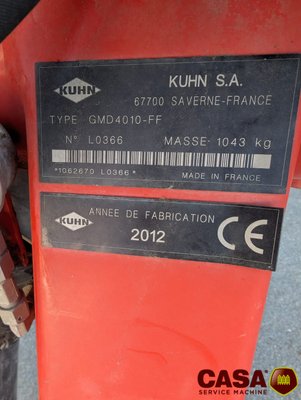 KUHN
KUHN S.A.
67700 SAVERNE-FRANCE
TYPE GMD4010-FF
N° L0366 MASSE: 1043 kg
*1062670 L0366*
MADE IN FRANCE
KUHN
ANNEE DE FABRICATION
2012
CE
CASA
SERVICE MACHINE